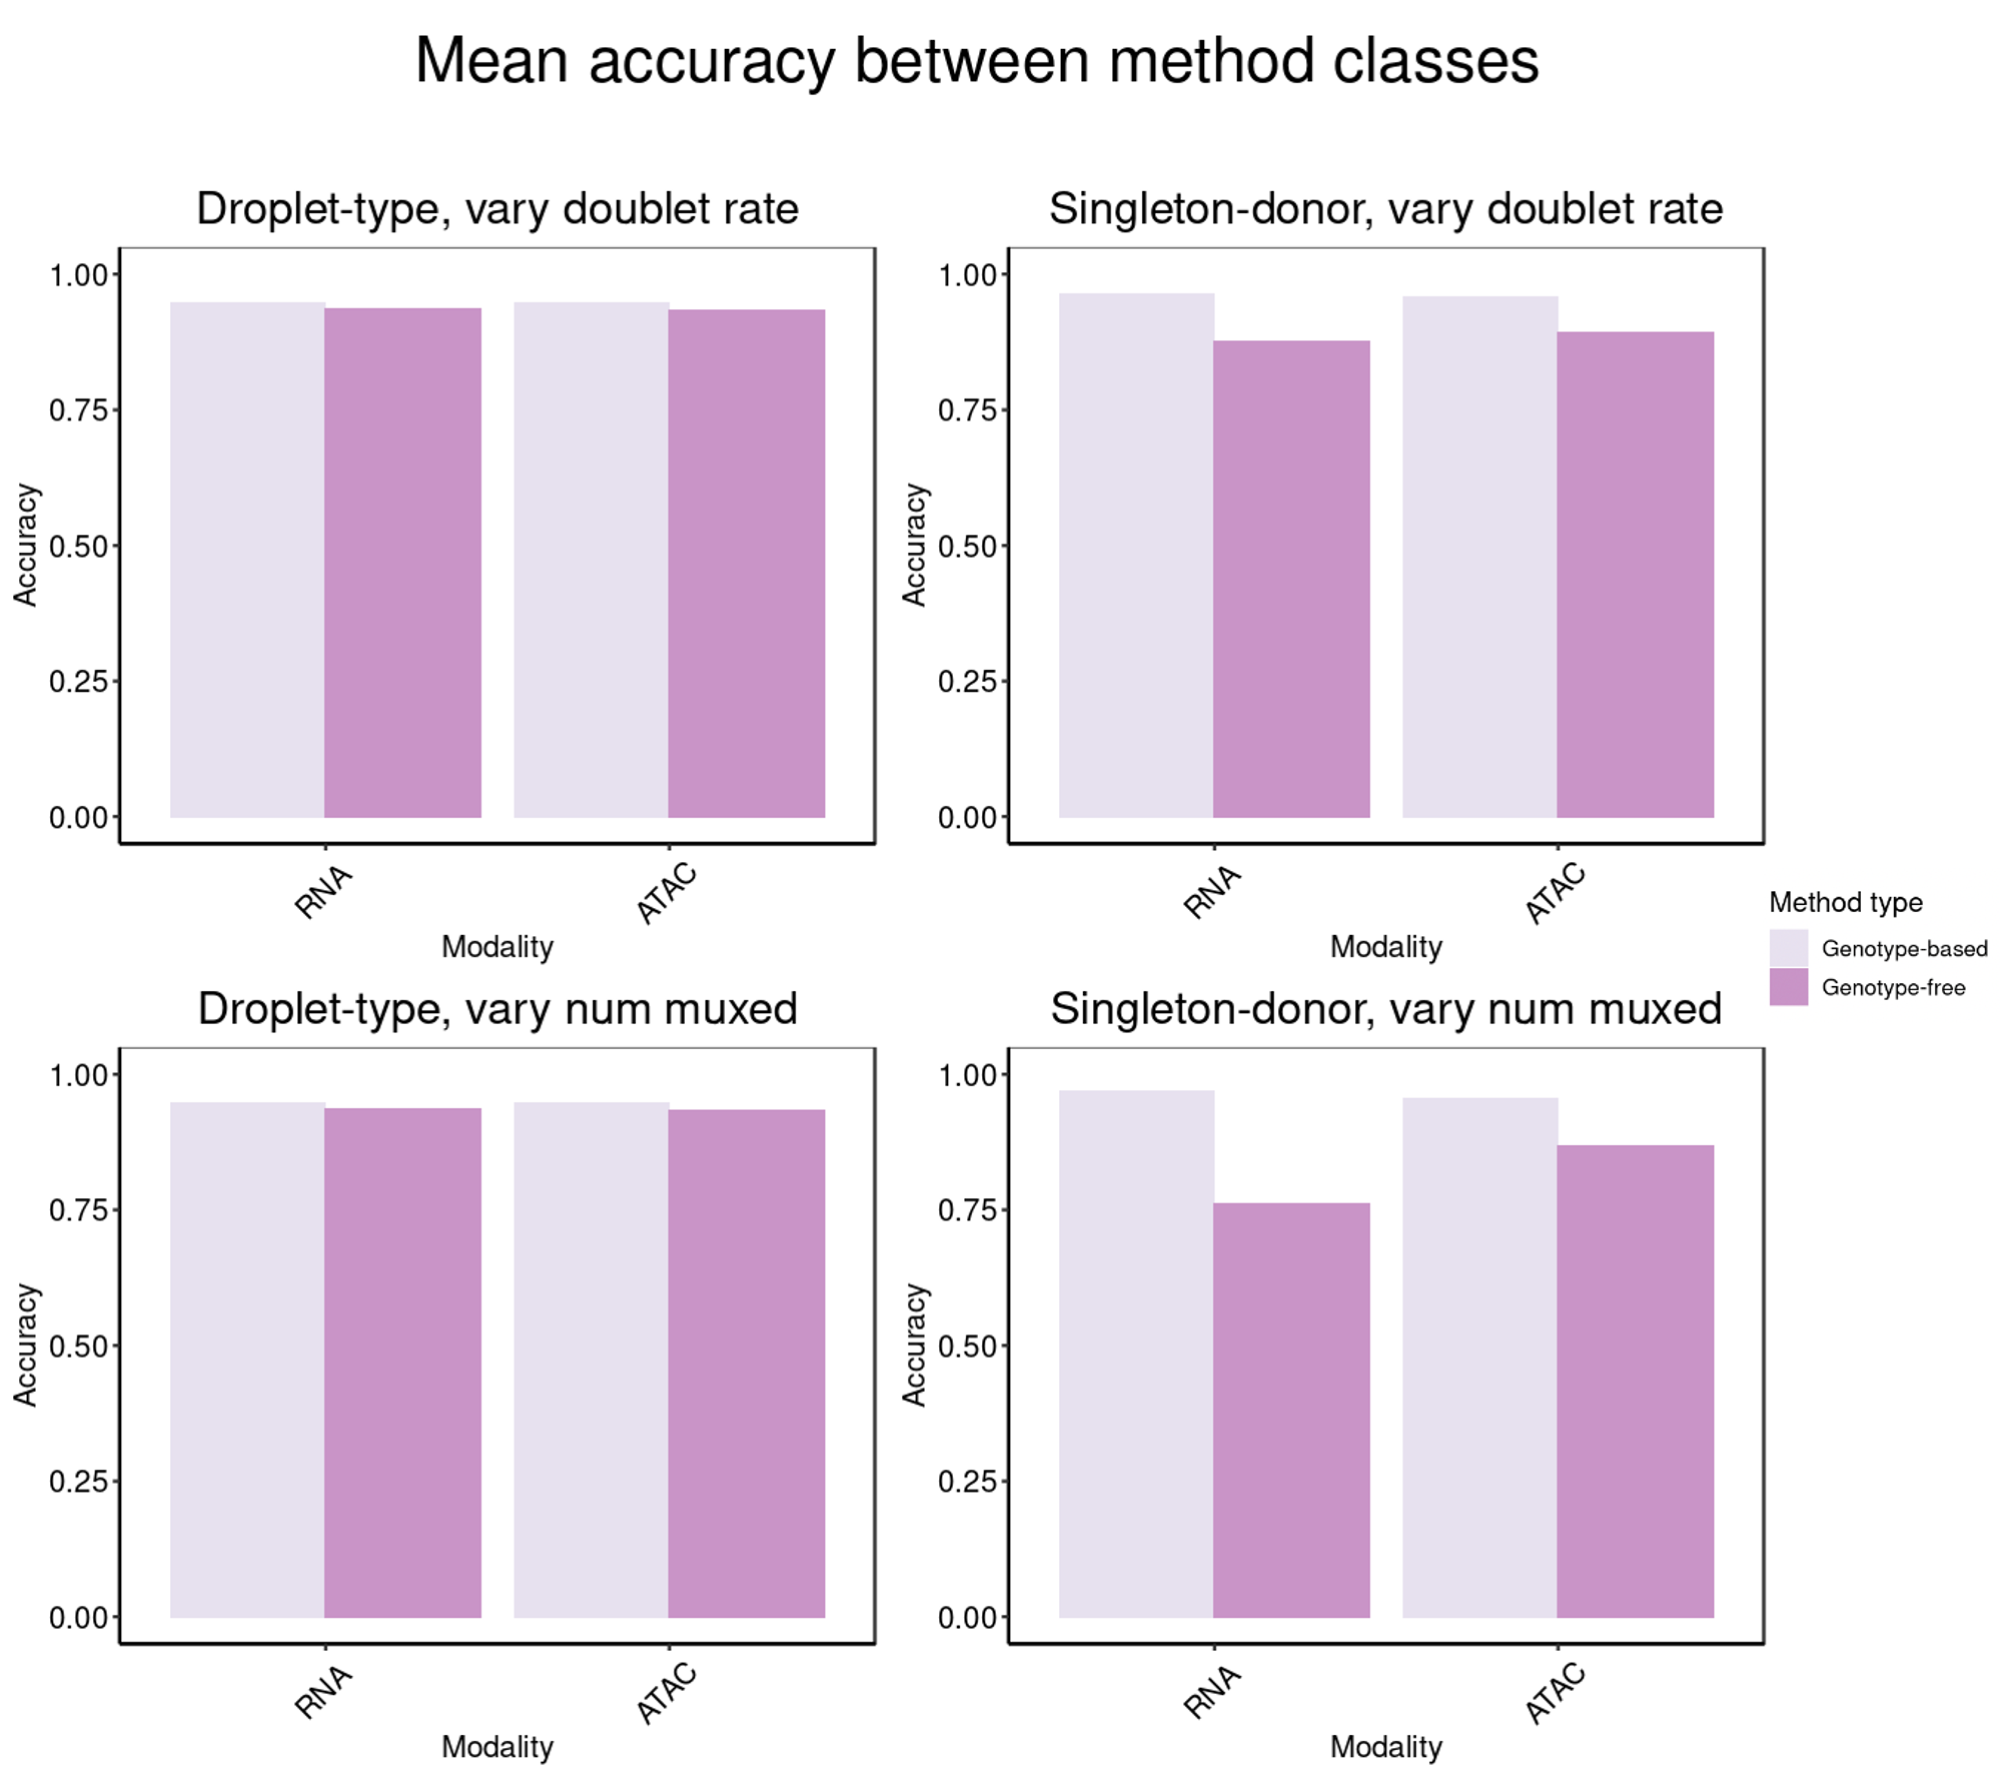 Mean accuracy between method classes
Droplet-type, vary doublet rate
1.00
0.75
0.50
0.25
0.00
Accuracy
RNA
ATAC
Modality
Singleton-donor, vary doublet rate
1.00
0.75
0.50
0.25
0.00
Accuracy
RNA
ATAC
Modality
Method type
Genotype-based
Genotype-free
Droplet-type, vary num muxed
1.00
0.75
0.50
0.25
0.00
Accuracy
RNA
ATAC
Modality
Singleton-donor, vary num muxed
1.00
0.75
0.50
0.25
0.00
Accuracy
RNA
ATAC
Modality